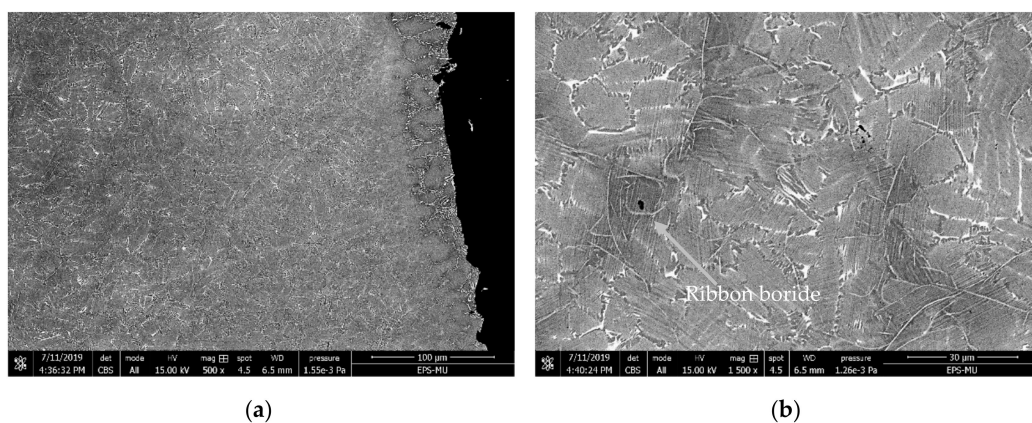 Ribbon boride
7/11/2019 det mode HV mag 田 spot WD pressure 100 µm
4:36:32 PM CBS All 15.00 kV 500 x 4.5 6.5 mm 1.55e-3 Pa EPS-MU
7/11/2019 det mode HV mag 田 spot WD pressure 30 µm
4:40:24 PM CBS All 15.00 kV 1 500 x 4.5 6.5 mm 1.26e-3 Pa EPS-MU
(a)
(b)